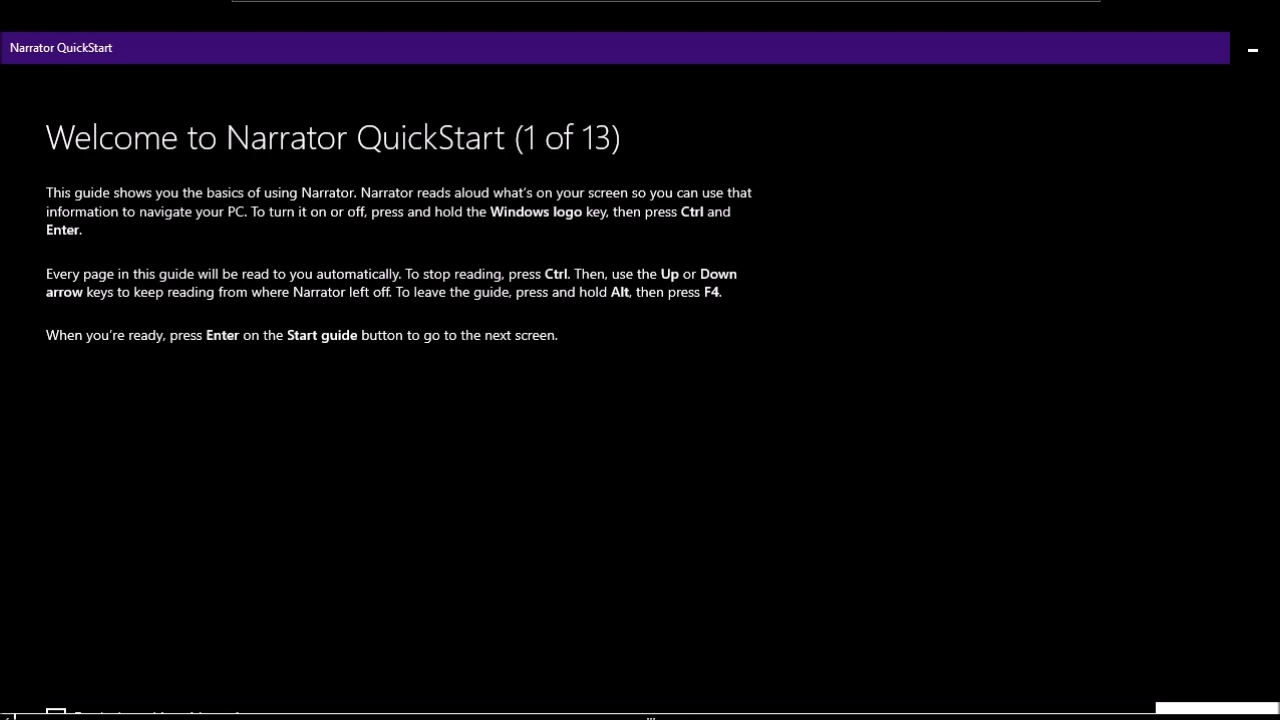 Narrator QuickStart
Welcome to Narrator QuickStart (1 of 13)
This guide shows you the basics of using Narrator. Narrator reads aloud what's on your screen so you can use that
information to navigate your PC. To turn it on or off, press and hold the Windows logo key, then press Ctrl and
Enter.
Every page in this guide will be read to you automatically. To stop reading, press Ctrl. Then, use the Up or Down
arrow keys to keep reading from where Narrator left off. To leave the guide, press and hold Alt, then press F4.
When you're ready, press Enter on the Start guide button to go to the next screen.